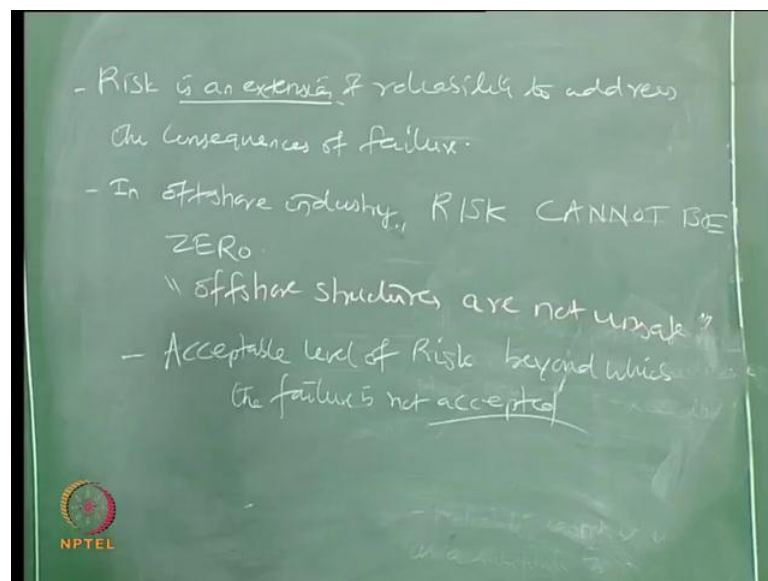 - Risk is an extension of reliability to address
the consequences of failure.
- In offshore industry, RISK CANNOT BE
ZERO.
"offshore structures are not unsafe"
- Acceptable level of Risk beyond which
the failure is not accepted
NPTEL